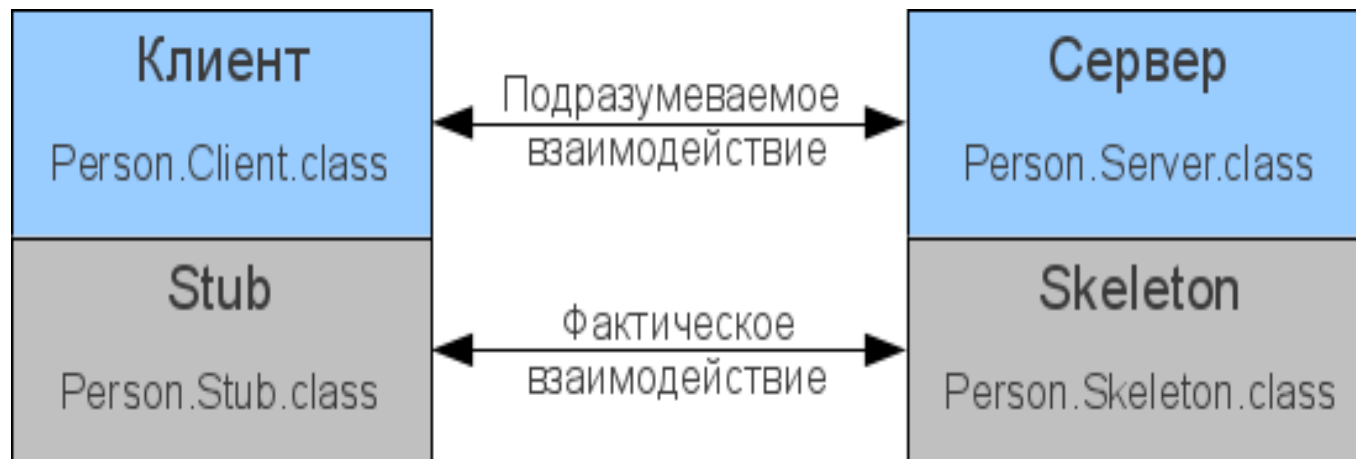 Клиент
Person.Client.class
Подразумеваемое
взаимодействие
Сервер
Person.Server.class
Stub
Person.Stub.class
Фактическое
взаимодействие
Skeleton
Person.Skeleton.class